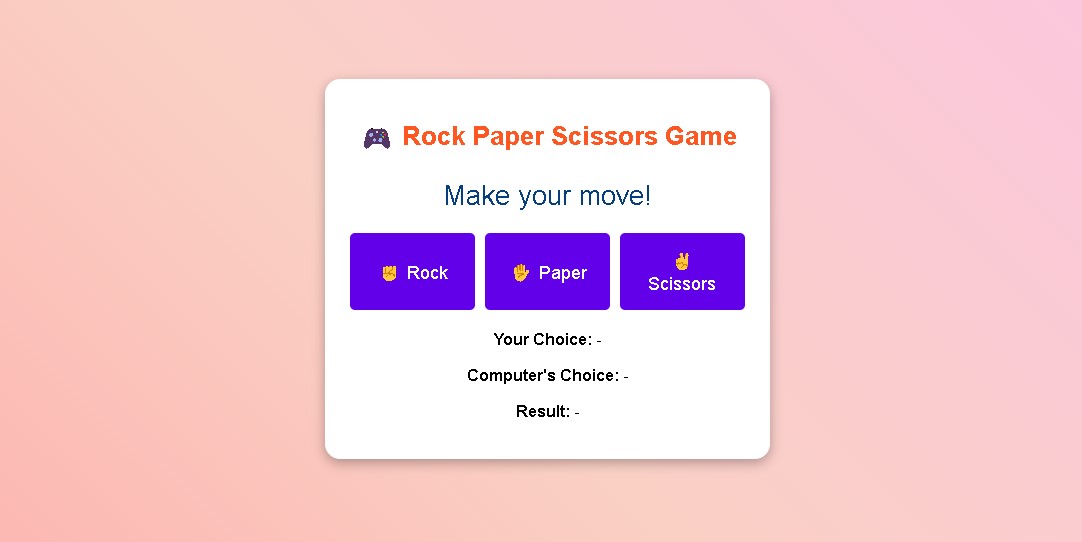 🎮 Rock Paper Scissors Game
Make your move!
✊ Rock
✋ Paper
✌️
Scissors
Your Choice: -
Computer's Choice: -
Result: -